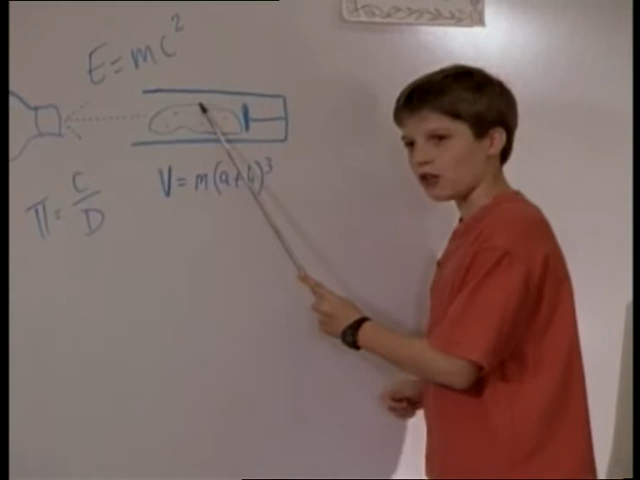 E=mc²
V=m(a+b)³
π=C/D